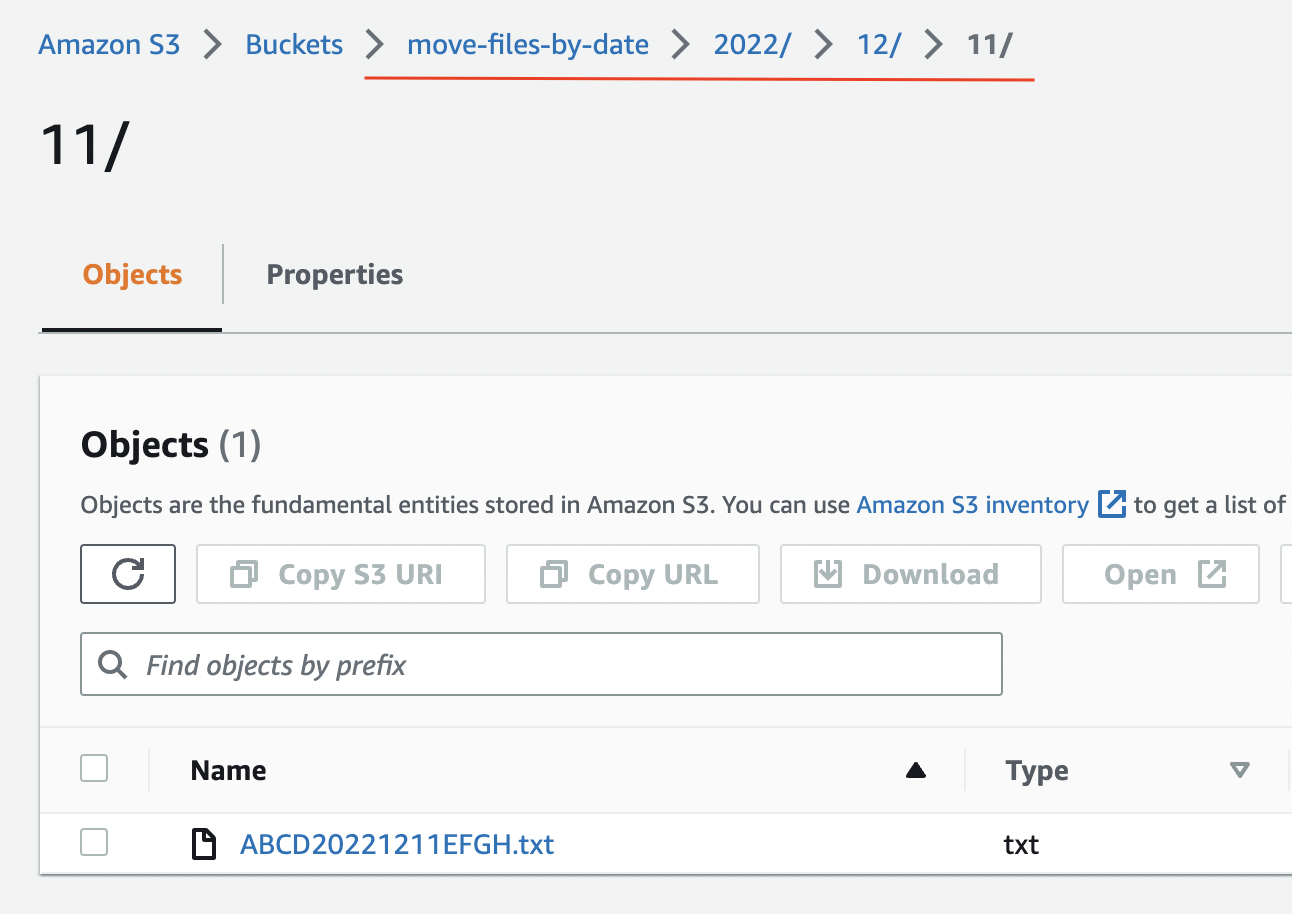 Amazon S3 > Buckets > move-files-by-date > 2022/ > 12/ > 11/
11/
Objects Properties
Objects (1)
Objects are the fundamental entities stored in Amazon S3. You can use Amazon S3 inventory to get a list of
Copy S3 URI Copy URL Download Open
Find objects by prefix
Name Type
ABCD20221211EFGH.txt txt